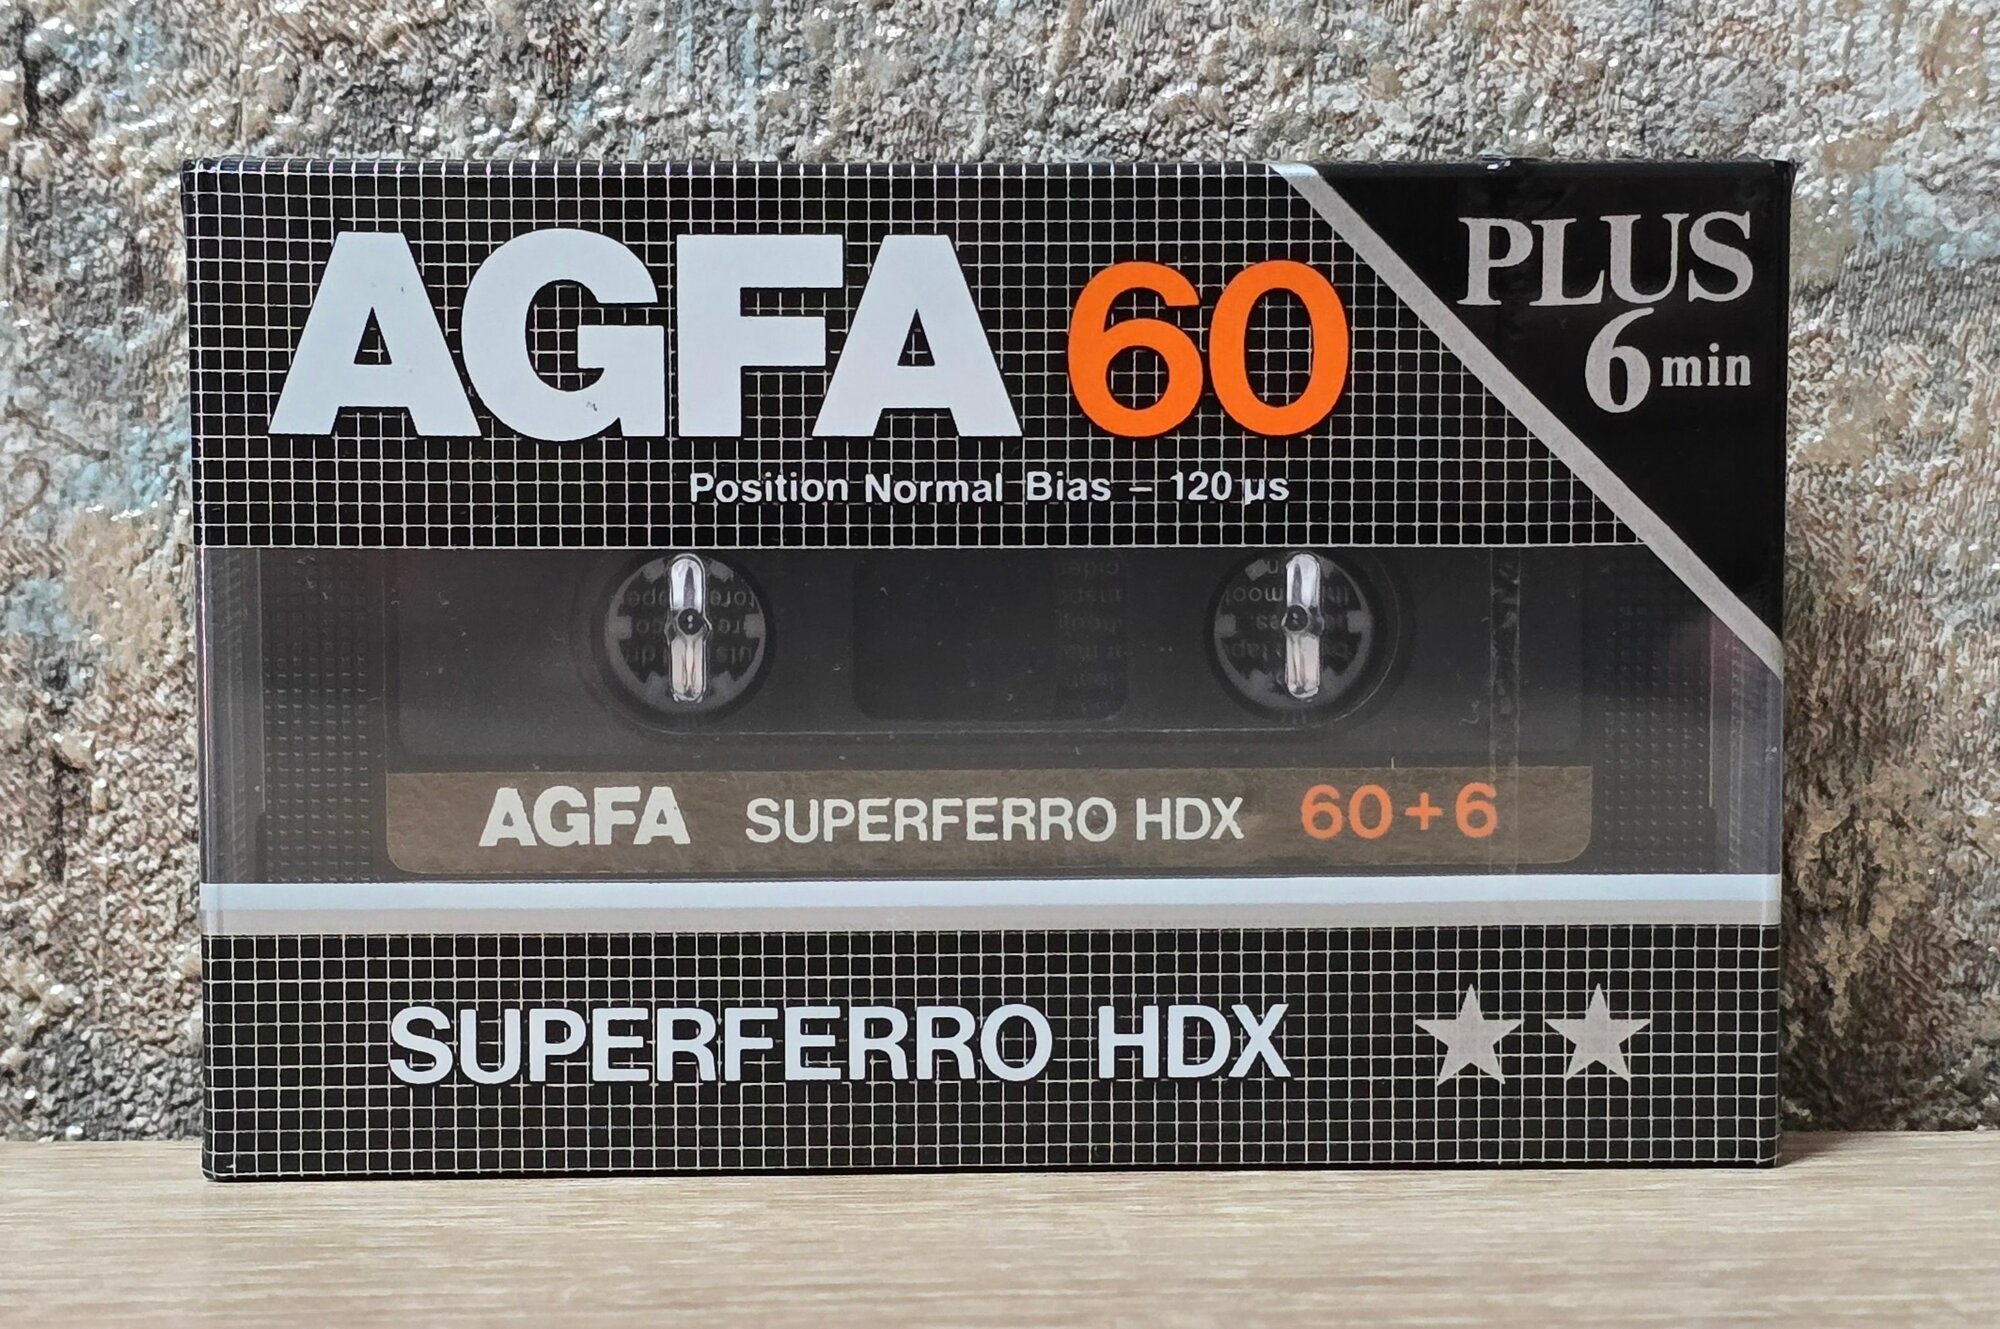 AGFA 60
PLUS
6 min
Position Normal Bias – 120 µs
AGFA SUPERFERRO HDX 60+6
SUPERFERRO HDX